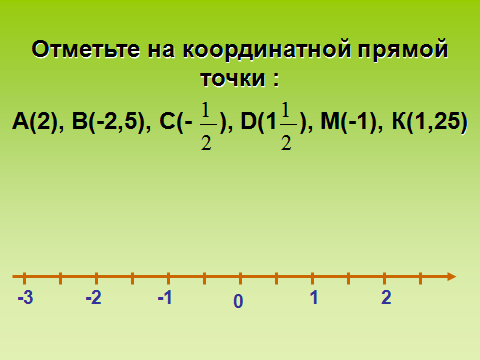 Отметьте на координатной прямой
точки :
А(2), В(-2,5), С(- 1/2 ), D(1 1/2 ), М(-1), К(1,25)
-3 -2 -1 0 1 2